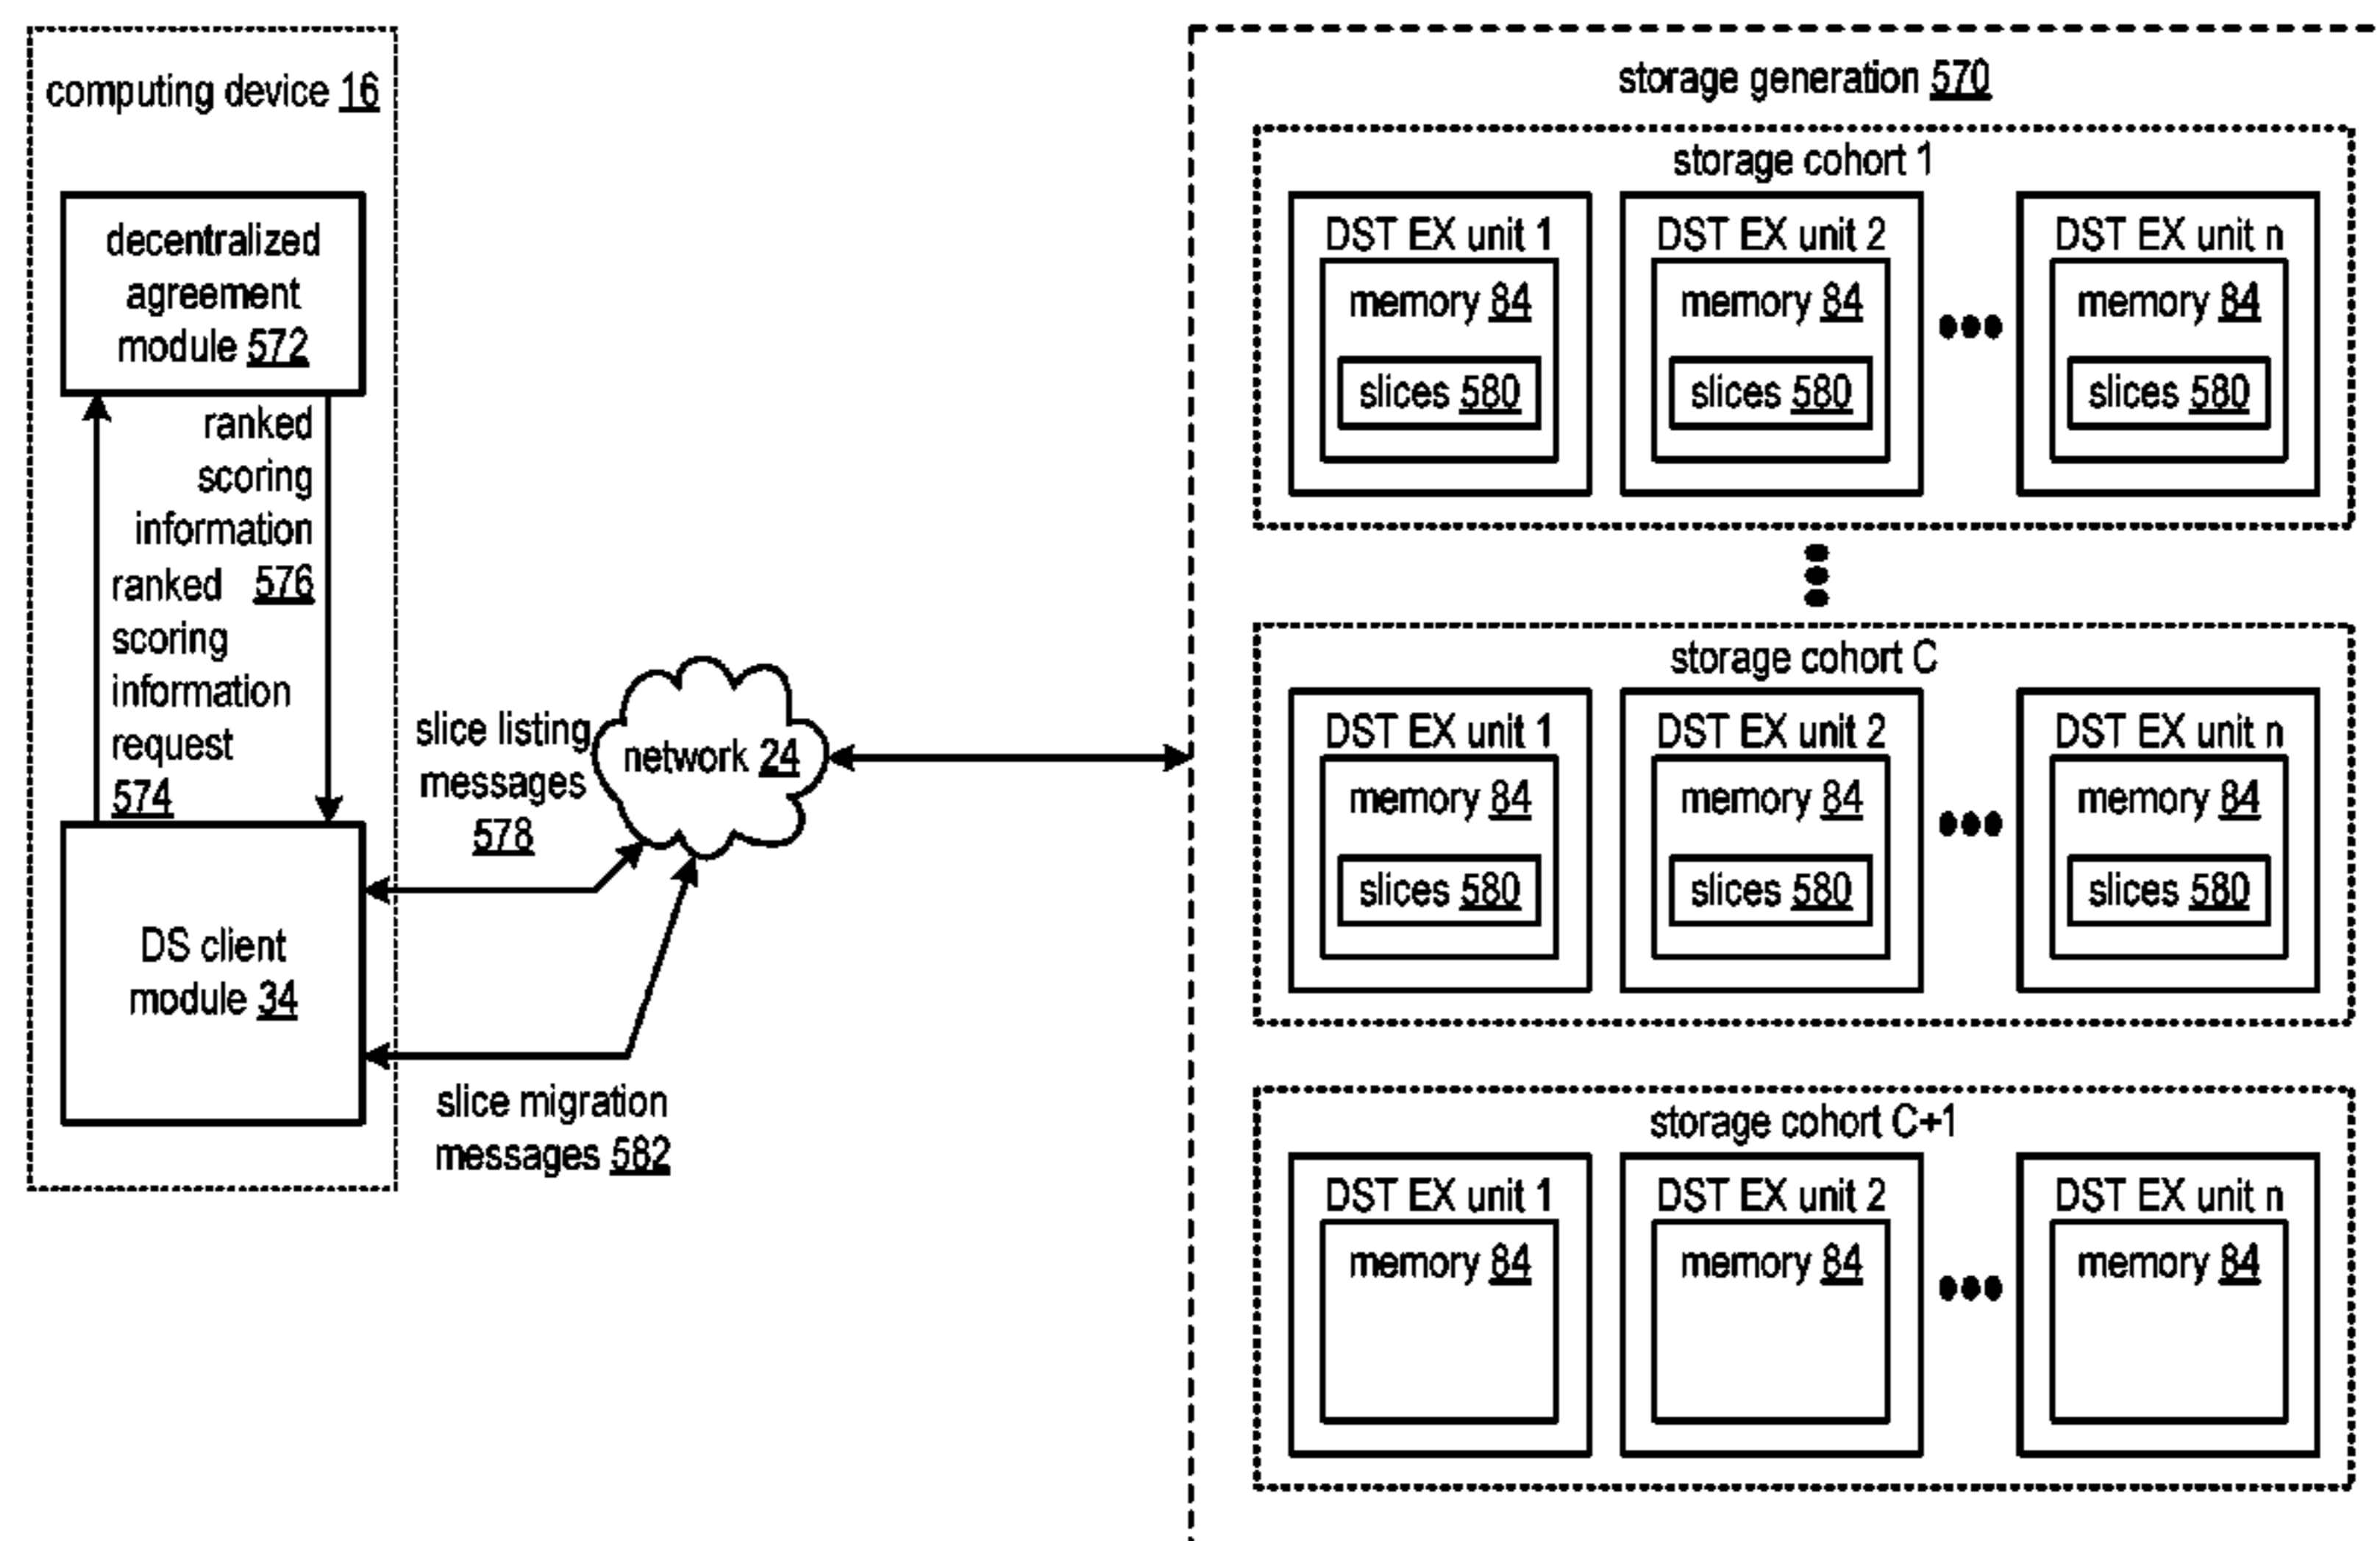 computing device 16
decentralized
agreement
module 572
ranked
scoring
information
576
ranked
scoring
information
request
574
DS client
module 34
slice listing
messages
578
network 24
slice migration
messages 582
storage generation 570
storage cohort 1
DST EX unit 1
memory 84
slices 580
DST EX unit 2
memory 84
slices 580
DST EX unit n
memory 84
slices 580
storage cohort C
DST EX unit 1
memory 84
slices 580
DST EX unit 2
memory 84
slices 580
DST EX unit n
memory 84
slices 580
storage cohort C+1
DST EX unit 1
memory 84
DST EX unit 2
memory 84
DST EX unit n
memory 84